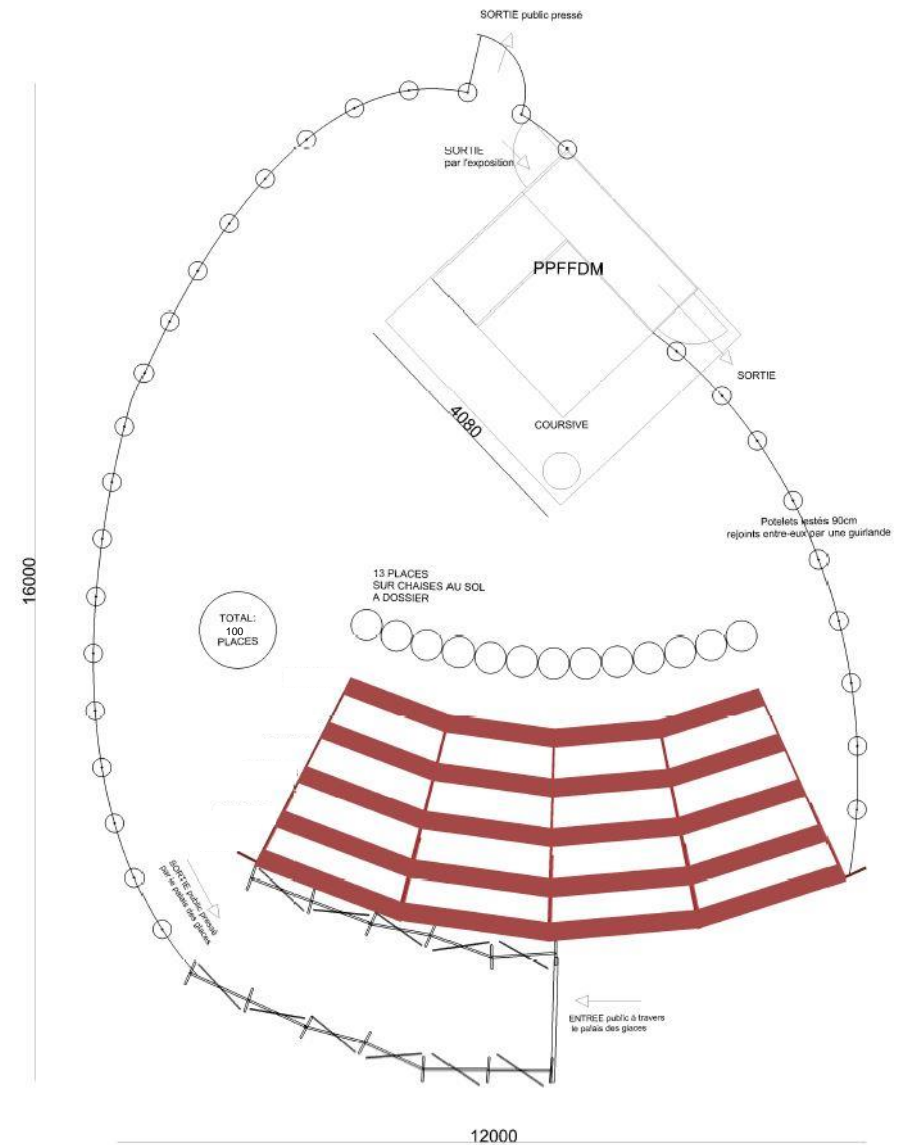 SORTIE public pressé
SORTIE
par l'exposition
PPFFDM
SORTIE
4080
COURSIVE
Potelets lestés 90cm
rejoints entre-eux par une guirlande
16000
13 PLACES
SUR CHAISES AU SOL
A DOSSIER
TOTAL:
100
PLACES
SORTIE public pressé
par le palais des glaces
ENTREE public à travers
le palais des glaces
12000